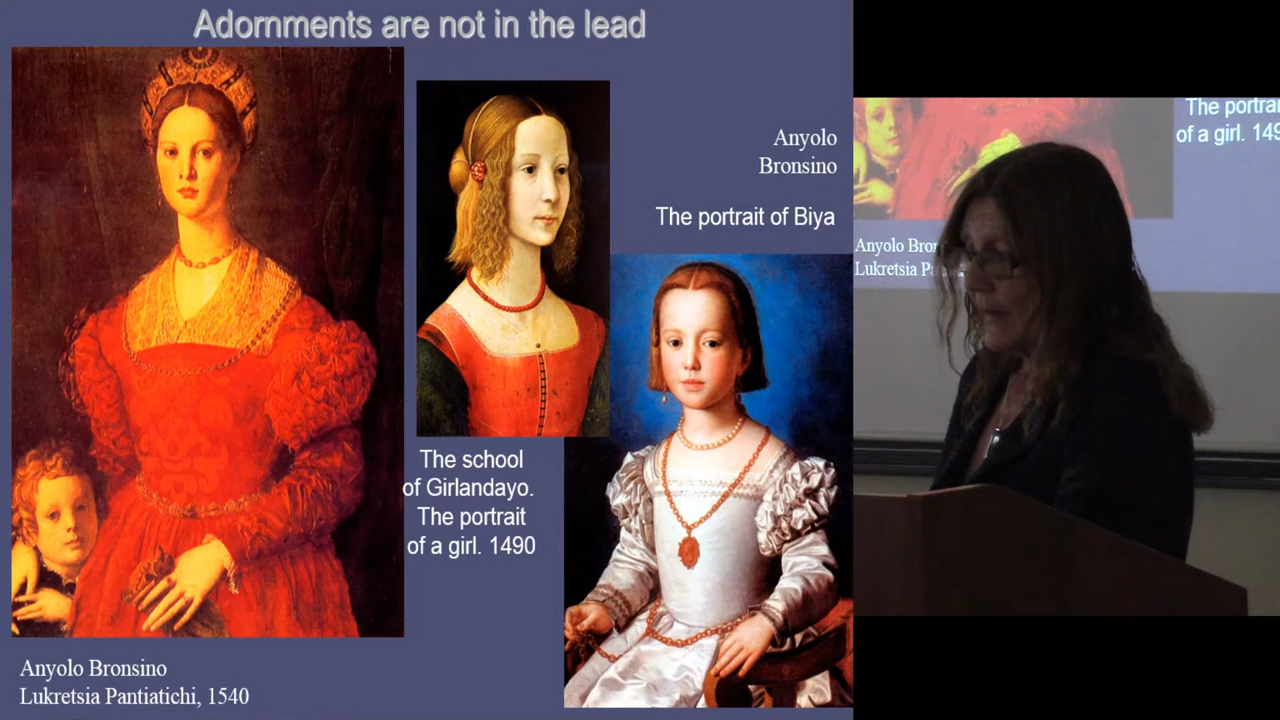 Adornments are not in the lead
Anyolo
Bronsino
The portrait of Biya
The school
of Girlandayo.
The portrait
of a girl. 1490
Anyolo Bronsino
Lukretsia Pantiatichi, 1540
The portrai
of a girl. 149
Anyolo Bron
Lukretsia Pa